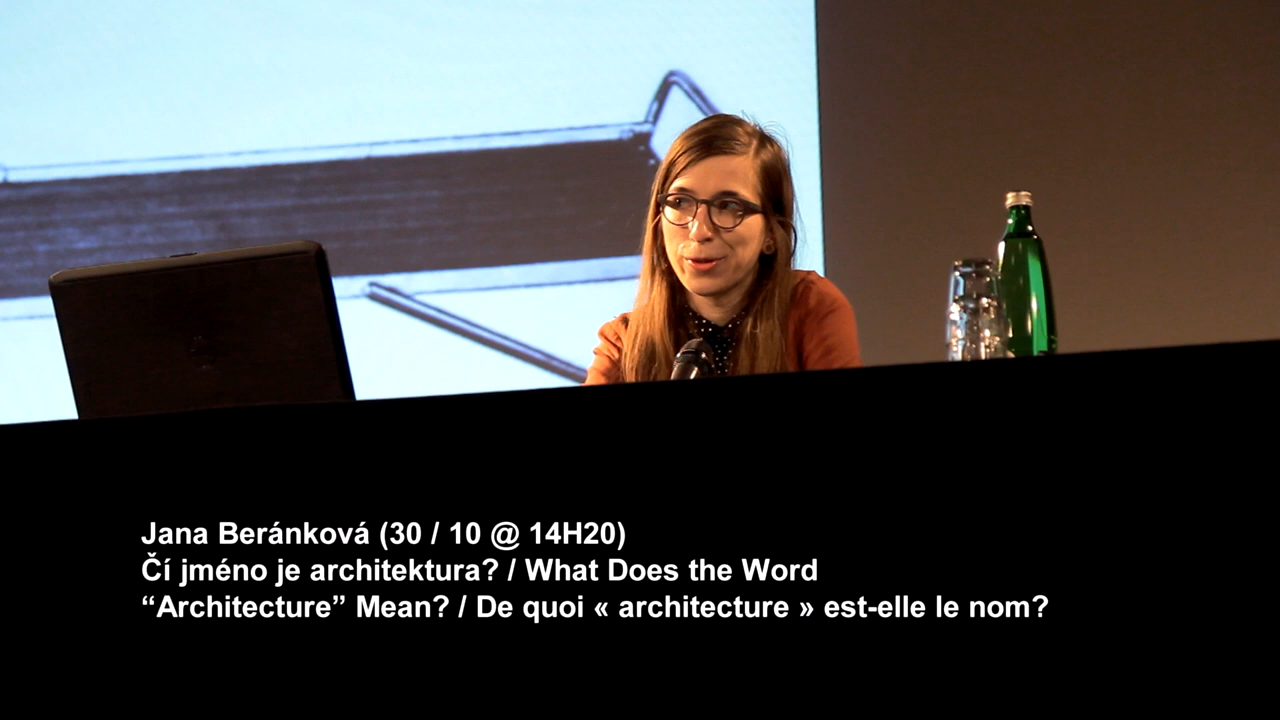 Jana Beránková (30 / 10 @ 14H20)
Čí jméno je architektura? / What Does the Word
“Architecture” Mean? / De quoi « architecture » est-elle le nom?